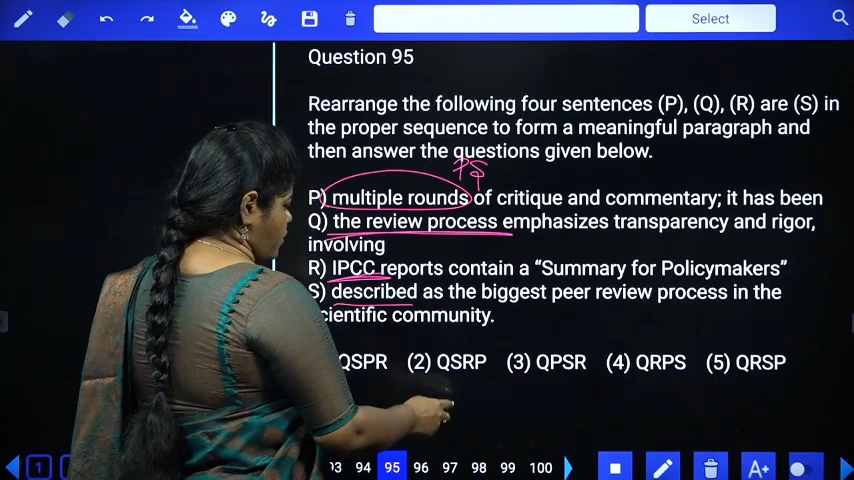 Select
Question 95
Rearrange the following four sentences (P), (Q), (R) are (S) in
the proper sequence to form a meaningful paragraph and
then answer the questions given below.
PS
P) multiple rounds of critique and commentary; it has been
Q) the review process emphasizes transparency and rigor,
involving
R) IPCC reports contain a “Summary for Policymakers”
S) described as the biggest peer review process in the
cientific community.
QSPR (2) QSRP (3) QPSR (4) QRPS (5) QRSP
1 93 94 95 96 97 98 99 100 A+